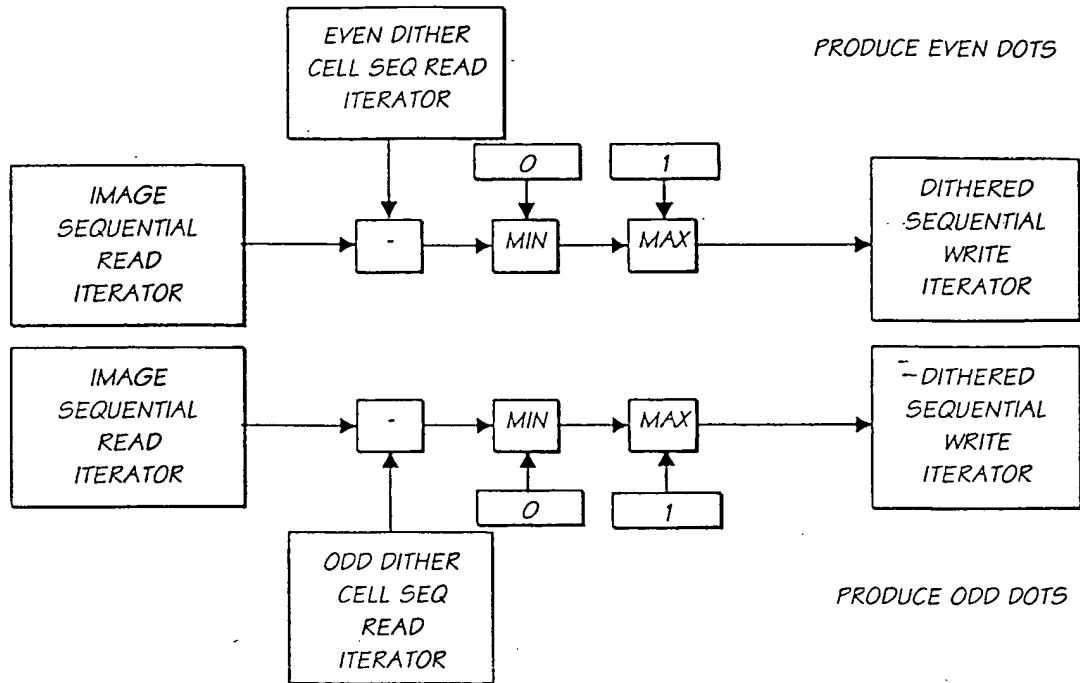 EVEN DITHER
CELL SEQ READ
ITERATOR
PRODUCE EVEN DOTS
0
1
IMAGE
SEQUENTIAL
READ
ITERATOR
-
MIN
MAX
DITHERED
SEQUENTIAL
WRITE
ITERATOR
IMAGE
SEQUENTIAL
READ
ITERATOR
-
MIN
MAX
DITHERED
SEQUENTIAL
WRITE
ITERATOR
0
1
ODD DITHER
CELL SEQ
READ
ITERATOR
PRODUCE ODD DOTS